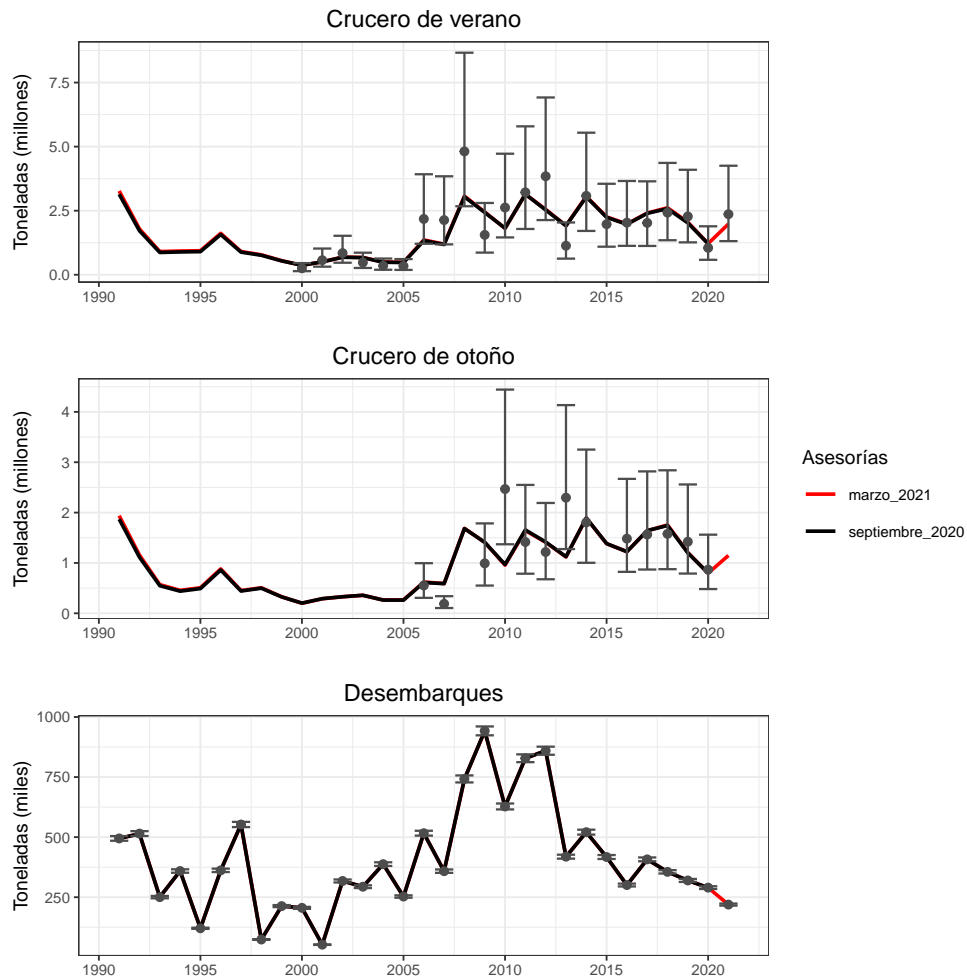 Crucero de verano
Toneladas (millones)
7.5
5.0
2.5
0.0
1990 1995 2000 2005 2010 2015 2020
Crucero de otoño
Toneladas (millones)
4
3
2
1
0
1990 1995 2000 2005 2010 2015 2020
Asesorías
marzo_2021
septiembre_2020
Desembarques
Toneladas (miles)
1000
750
500
250
1990 1995 2000 2005 2010 2015 2020